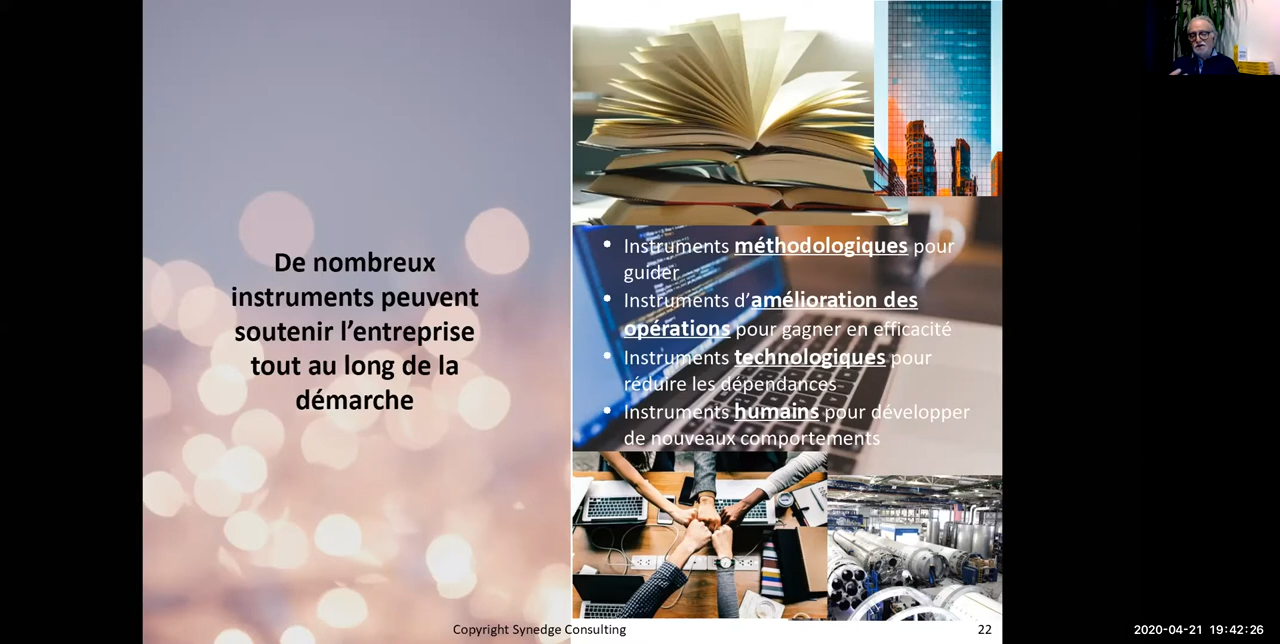 De nombreux
instruments peuvent
soutenir l’entreprise
tout au long de la
démarche
• Instruments méthodologiques pour
guider
• Instruments d’amélioration des
opérations pour gagner en efficacité
• Instruments technologiques pour
réduire les dépendances
• Instruments humains pour développer
de nouveaux comportements
Copyright Synedge Consulting
22
2020-04-21 19:42:26